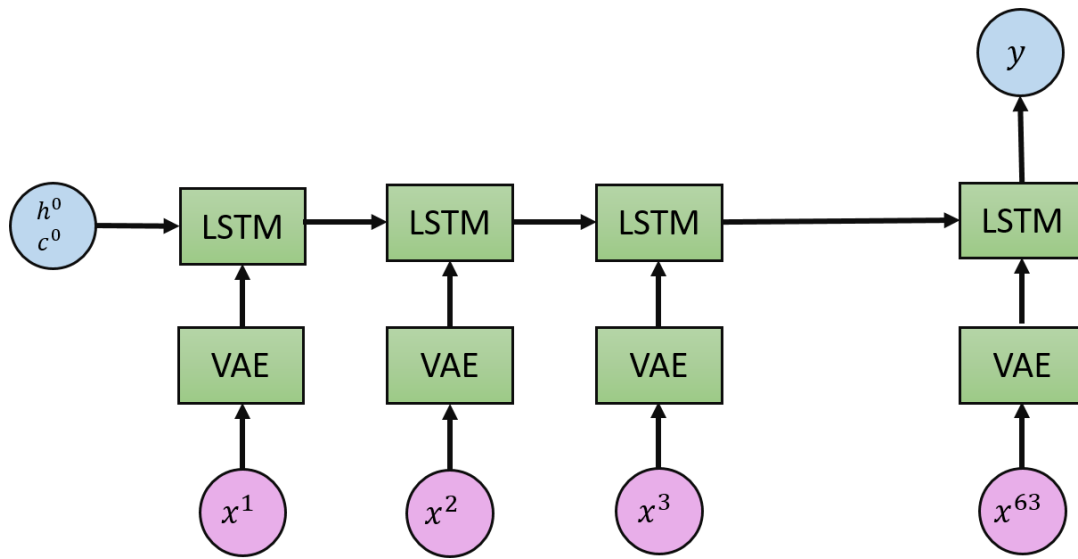 y
h⁰
c⁰
LSTM LSTM LSTM LSTM
VAE VAE VAE VAE
x¹ x² x³ x⁶³